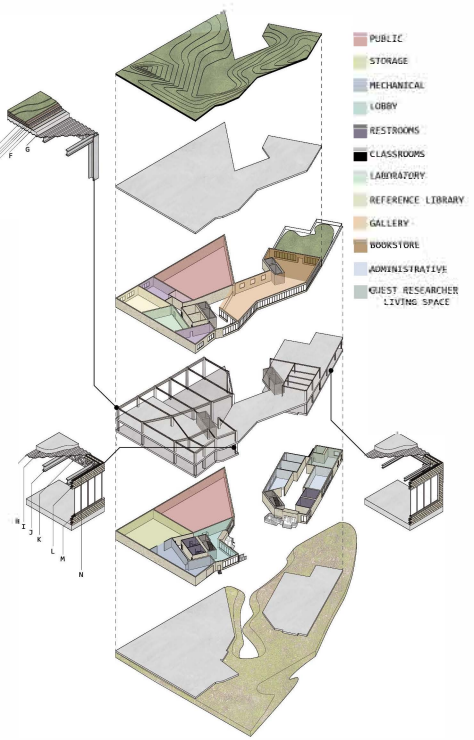 PUBLIC
STORAGE
MECHANICAL
LOBBY
RESTROOMS
CLASSROOMS
LABORATORY
REFERENCE LIBRARY
GALLERY
BOOKSTORE
ADMINISTRATIVE
GUEST RESEARCHER
LIVING SPACE
F
G
H
I
J
K
L
M
N